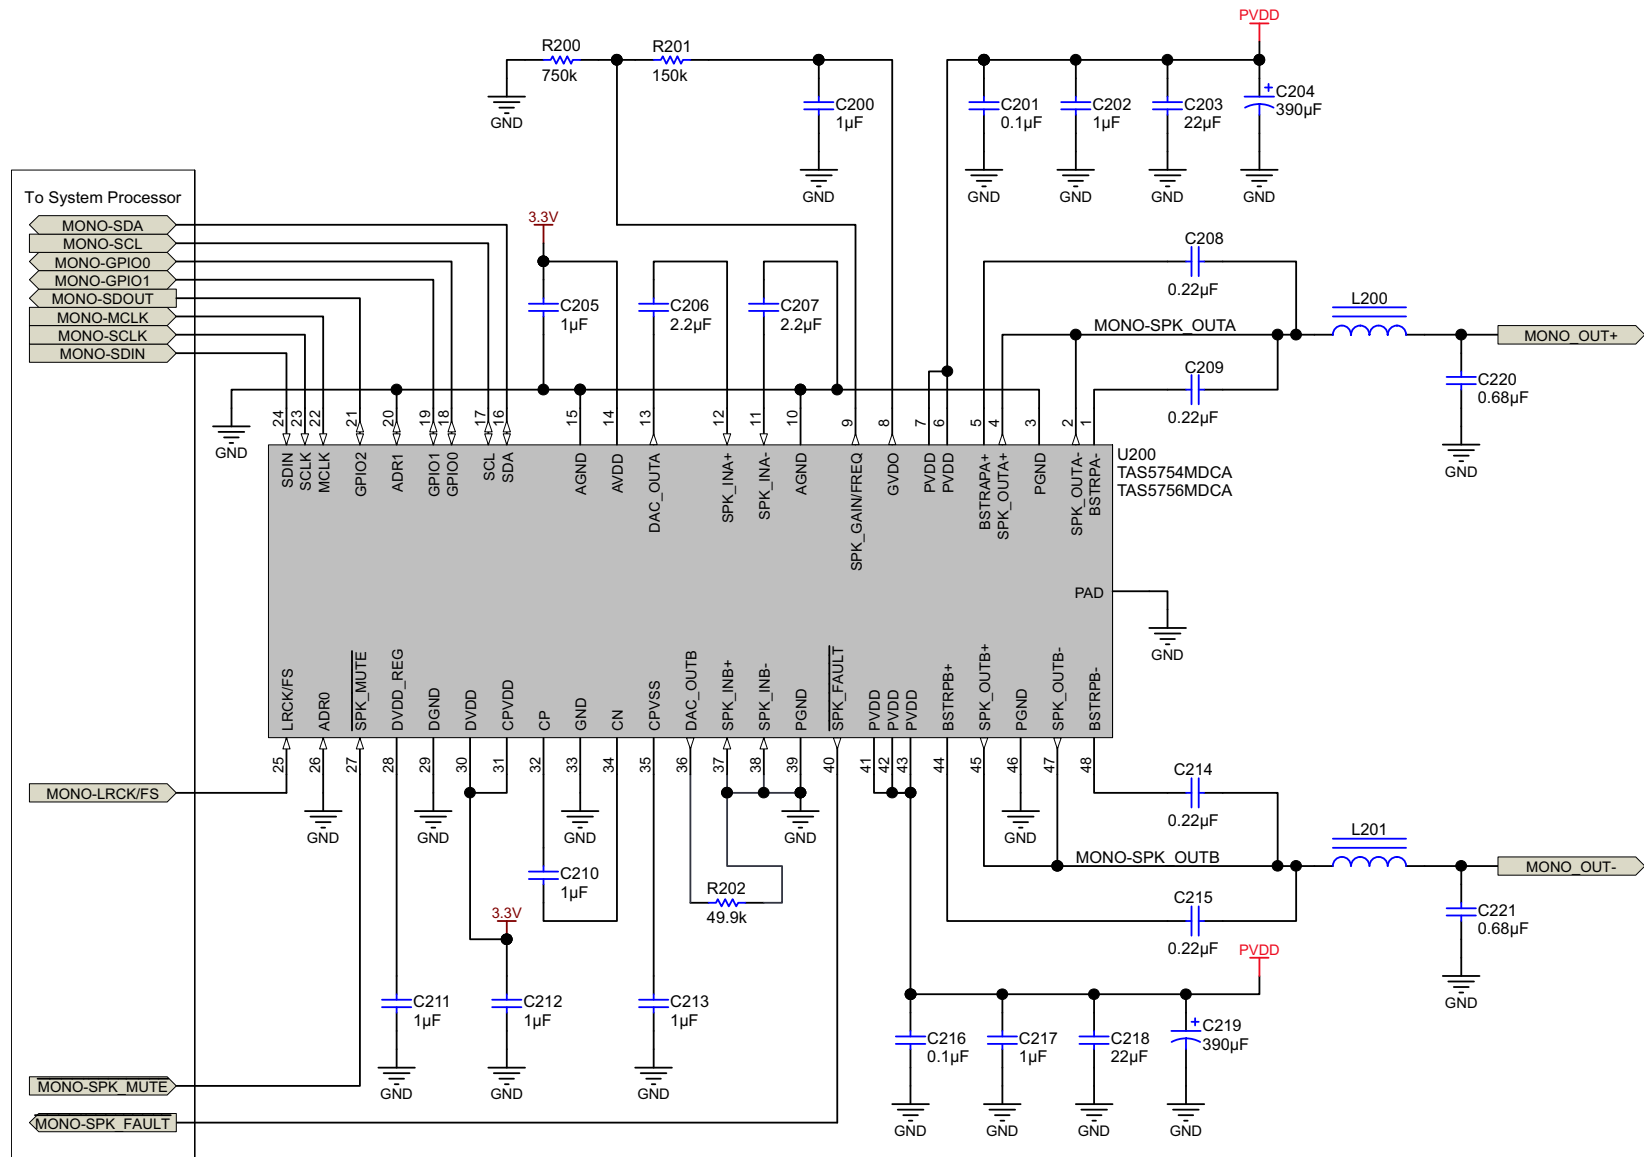 PVDD
R200
750k
R201
150k
GND
C200
1µF
GND
C201
0.1µF
GND
C202
1µF
GND
C203
22µF
GND
+
C204
390µF
GND
To System Processor
MONO-SDA
MONO-SCL
MONO-GPIO0
MONO-GPIO1
MONO-SDOUT
MONO-MCLK
MONO-SCLK
MONO-SDIN
3.3V
C205
1µF
C206
2.2µF
C207
2.2µF
C208
0.22µF
MONO-SPK_OUTA
C209
0.22µF
L200
MONO_OUT+
C220
0.68µF
GND
GND
24
23
22
21
20
19
18
17
16
15
14
13
12
11
10
9
8
7
6
5
4
3
2
1
SDIN
SCLK
MCLK
GPIO2
ADR1
GPIO1
GPIO0
SCL
SDA
AGND
AVDD
DAC_OUTA
SPK_INA+
SPK_INA-
AGND
SPK_GAIN/FREQ
GVDO
PVDD
PVDD
BSTRAPA+
SPK_OUTA+
PGND
SPK_OUTA-
BSTRPA-
U200
TAS5754MDCA
TAS5756MDCA
PAD
GND
LRCK/FS
ADR0
SPK_MUTE
DVDD_REG
DGND
DVDD
CPVDD
CP
GND
CN
CPVSS
DAC_OUTB
SPK_INB+
SPK_INB-
PGND
SPK_FAULT
PVDD
PVDD
PVDD
BSTRPB+
SPK_OUTB+
PGND
SPK_OUTB-
BSTRPB-
25
26
27
28
29
30
31
32
33
34
35
36
37
38
39
40
41
42
43
44
45
46
47
48
MONO-LRCK/FS
GND
GND
GND
GND
GND
C214
0.22µF
MONO-SPK_OUTB
C215
0.22µF
L201
MONO_OUT-
C221
0.68µF
GND
C210
1µF
R202
49.9k
3.3V
C211
1µF
GND
C212
1µF
GND
C213
1µF
GND
PVDD
C216
0.1µF
GND
C217
1µF
GND
C218
22µF
GND
+
C219
390µF
GND
MONO-SPK_MUTE
MONO-SPK_FAULT